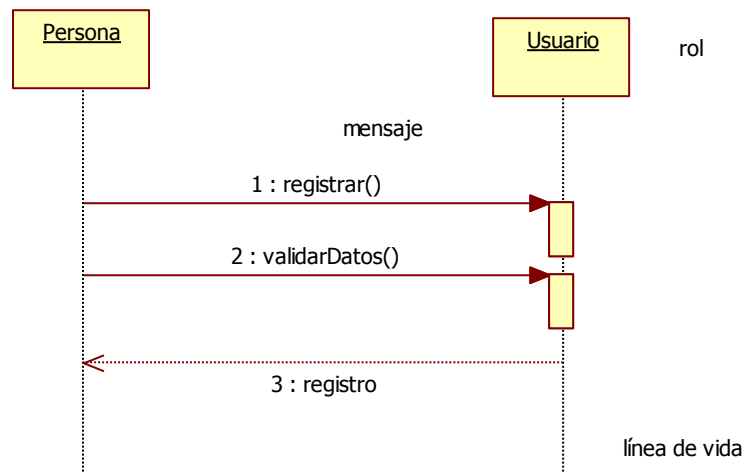 Persona
Usuario
rol
mensaje
1 : registrar()
2 : validarDatos()
3 : registro
línea de vida